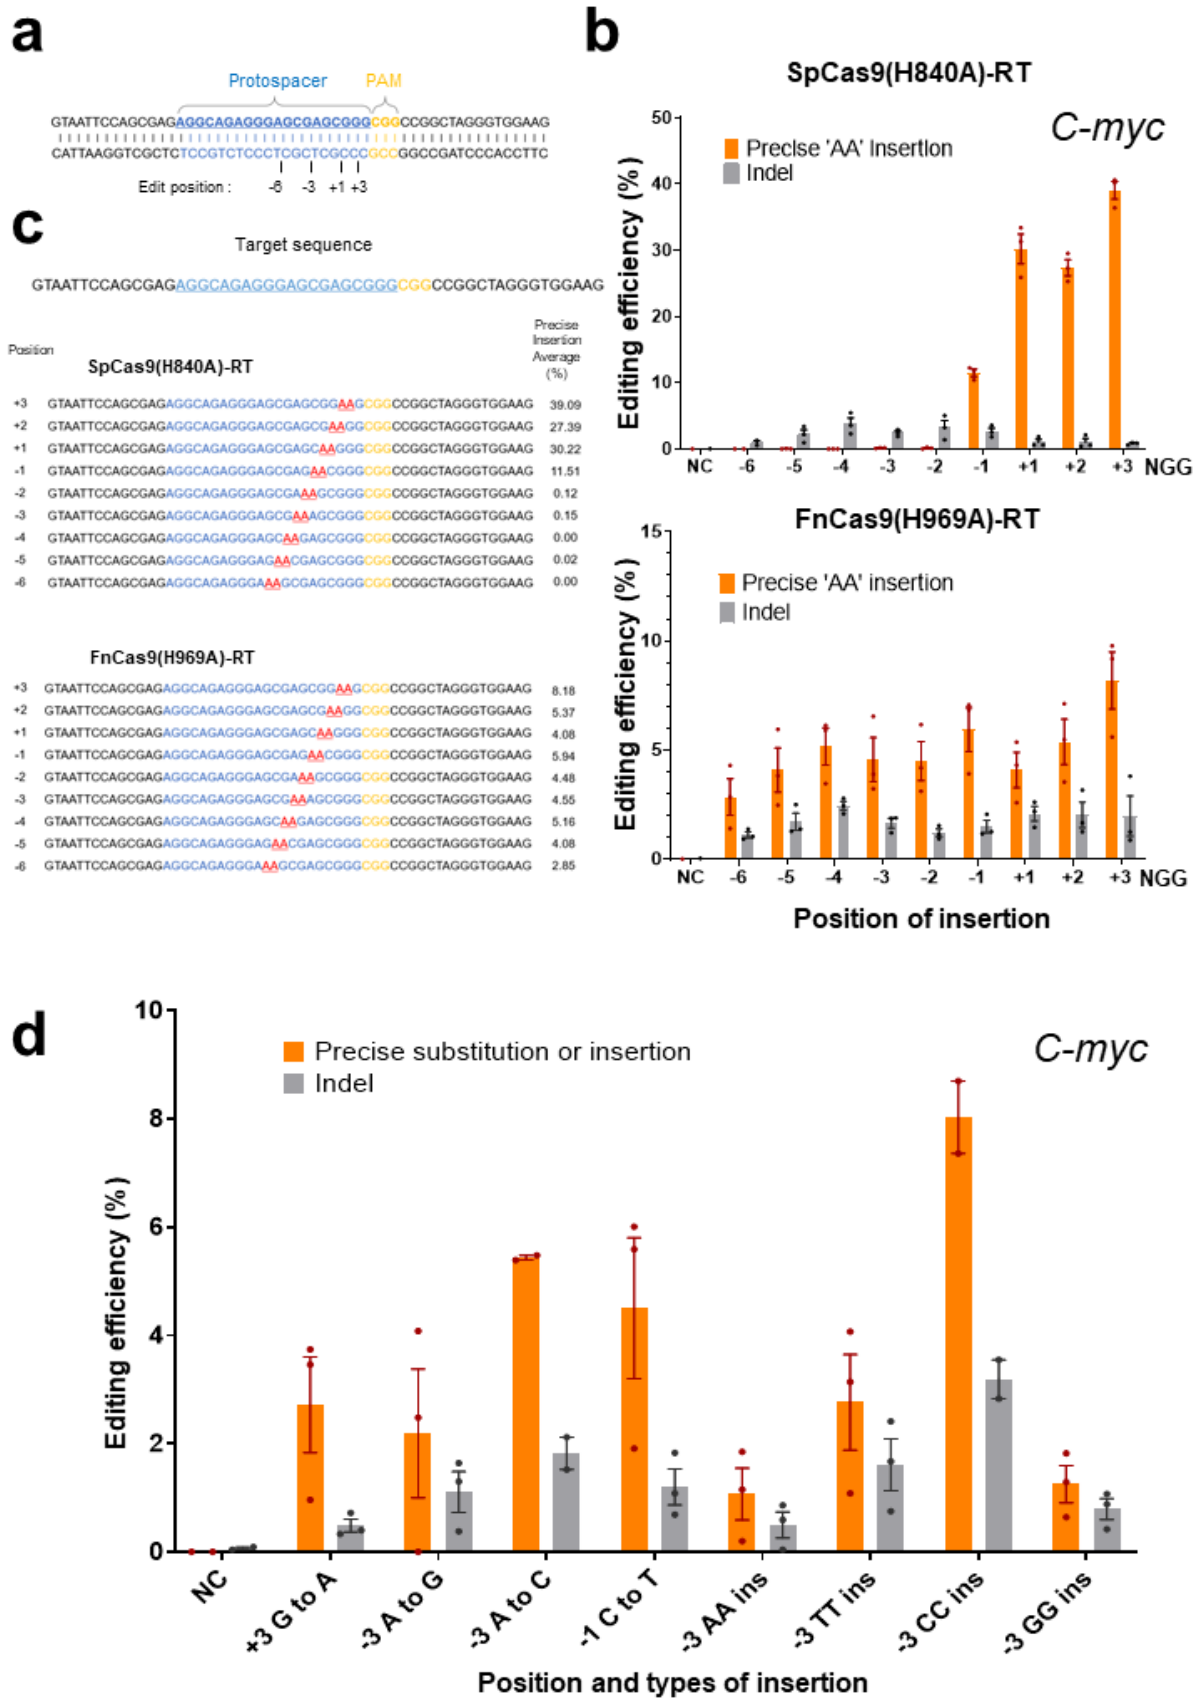 a
Protospacer PAM
GTAATTCCAGCGAGAGGCAGAGGGAGCGAGCGGGCGGCCGGCTAGGGTGGAAG
CATTAAGGTCGCTCTCCGTCTCCCTCGCTCGCCCGCCGGCCGATCCCACCTTC
Edit position : -6 -3 +1 +3
b
SpCas9(H840A)-RT
C-myc
Precise 'AA' Insertion
Indel
Editing efficiency (%)
50
40
30
20
10
0
NC -6 -5 -4 -3 -2 -1 +1 +2 +3 NGG
FnCas9(H969A)-RT
Precise 'AA' insertion
Indel
Editing efficiency (%)
15
10
5
0
NC -6 -5 -4 -3 -2 -1 +1 +2 +3 NGG
Position of insertion
c
Target sequence
GTAATTCCAGCGAGAGGCAGAGGGAGCGAGCGGGCGGCCGGCTAGGGTGGAAG
Position
Precise
Insertion
Average
(%)
SpCas9(H840A)-RT
+3 GTAATTCCAGCGAGAGGCAGAGGGAGCGAGCGGAAGCGGCCGGCTAGGGTGGAAG 39.09
+2 GTAATTCCAGCGAGAGGCAGAGGGAGCGAGCGAAGGCGGCCGGCTAGGGTGGAAG 27.39
+1 GTAATTCCAGCGAGAGGCAGAGGGAGCGAGCAAGGGCGGCCGGCTAGGGTGGAAG 30.22
-1 GTAATTCCAGCGAGAGGCAGAGGGAGCGAGAACGGGCGGCCGGCTAGGGTGGAAG 11.51
-2 GTAATTCCAGCGAGAGGCAGAGGGAGCGAAAGCGGGCGGCCGGCTAGGGTGGAAG 0.12
-3 GTAATTCCAGCGAGAGGCAGAGGGAGCGAAAGCGGGCGGCCGGCTAGGGTGGAAG 0.15
-4 GTAATTCCAGCGAGAGGCAGAGGGAGCAAGAGCGGGCGGCCGGCTAGGGTGGAAG 0.00
-5 GTAATTCCAGCGAGAGGCAGAGGGAGAACGAGCGGGCGGCCGGCTAGGGTGGAAG 0.02
-6 GTAATTCCAGCGAGAGGCAGAGGGAAAGCGAGCGGGCGGCCGGCTAGGGTGGAAG 0.00
FnCas9(H969A)-RT
+3 GTAATTCCAGCGAGAGGCAGAGGGAGCGAGCGGAAGCGGCCGGCTAGGGTGGAAG 8.18
+2 GTAATTCCAGCGAGAGGCAGAGGGAGCGAGCGAAGGCGGCCGGCTAGGGTGGAAG 5.37
+1 GTAATTCCAGCGAGAGGCAGAGGGAGCGAGCAAGGGCGGCCGGCTAGGGTGGAAG 4.08
-1 GTAATTCCAGCGAGAGGCAGAGGGAGCGAGAACGGGCGGCCGGCTAGGGTGGAAG 5.94
-2 GTAATTCCAGCGAGAGGCAGAGGGAGCGAAAGCGGGCGGCCGGCTAGGGTGGAAG 4.48
-3 GTAATTCCAGCGAGAGGCAGAGGGAGCGAAAGCGGGCGGCCGGCTAGGGTGGAAG 4.55
-4 GTAATTCCAGCGAGAGGCAGAGGGAGCAAGAGCGGGCGGCCGGCTAGGGTGGAAG 5.16
-5 GTAATTCCAGCGAGAGGCAGAGGGAGAACGAGCGGGCGGCCGGCTAGGGTGGAAG 4.08
-6 GTAATTCCAGCGAGAGGCAGAGGGAAAGCGAGCGGGCGGCCGGCTAGGGTGGAAG 2.85
d
C-myc
Precise substitution or insertion
Indel
Editing efficiency (%)
10
8
6
4
2
0
NC
+3 G to A
-3 A to G
-3 A to C
-1 C to T
-3 AA ins
-3 TT ins
-3 CC ins
-3 GG ins
Position and types of insertion